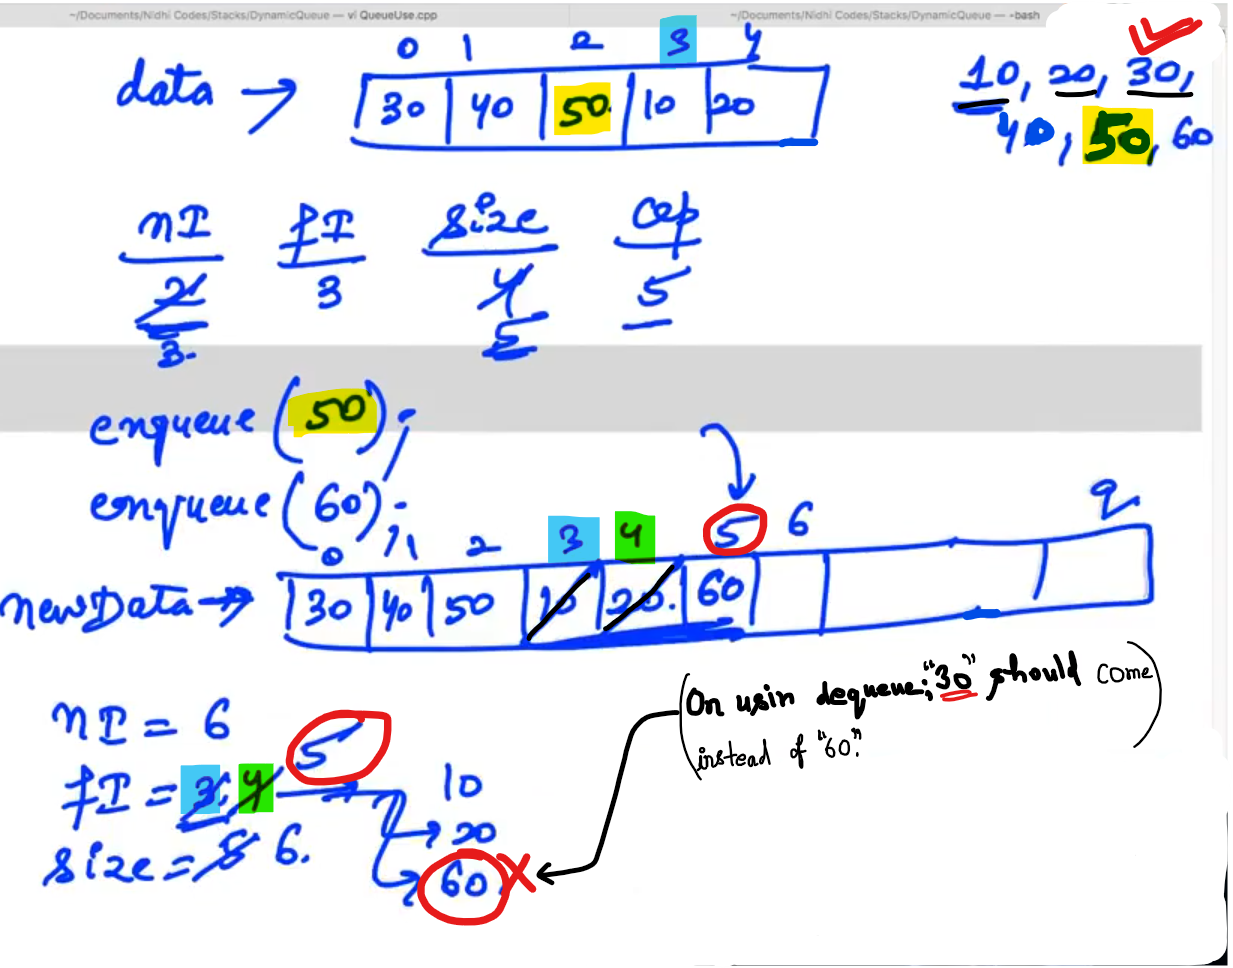 ~/Documents/Nidhi Codes/Stacks/DynamicQueue — vi QueueUse.cpp
~/Documents/Nidhi Codes/Stacks/DynamicQueue — -bash
0 1 2 3 4
data → 30 40 50 10 20
10, 20, 30,
40, 50, 60
nI fI size cap
2 3 4 5
3 5
enqueue (50);
enqueue (60);
0 1 2 3 4 5 6 9
newData → 30 40 50 10 20 60
(On usin dequeue; "30" should come
instead of "60")
nI = 6
fI = 3 4 5
size = 5 6.
10
20
60 X